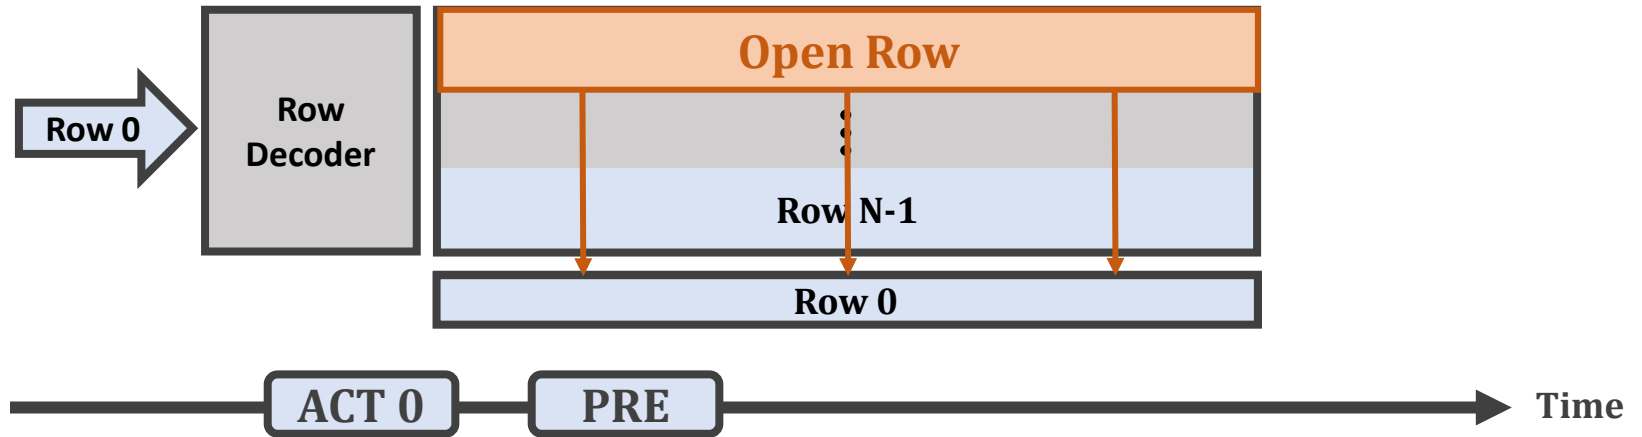 Open Row
Row 0
Row
Decoder
Row N-1
Row 0
ACT 0
PRE
Time